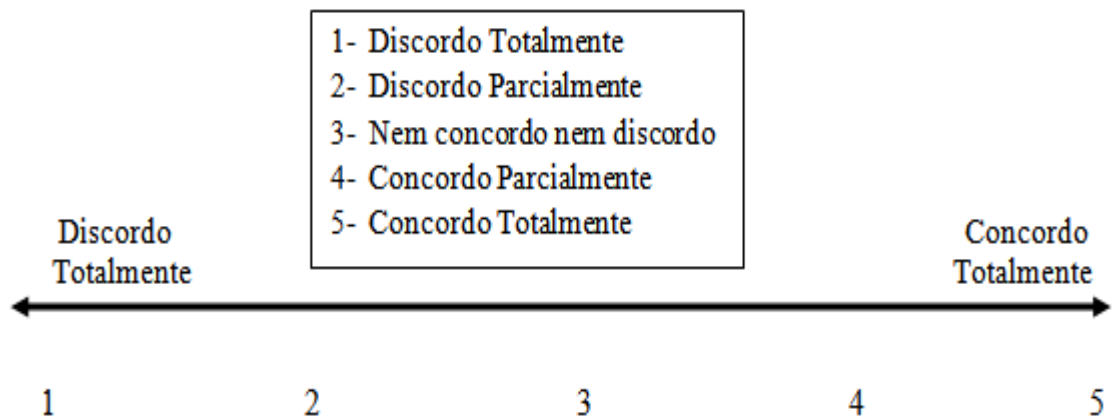 1- Discordo Totalmente
2- Discordo Parcialmente
3- Nem concordo nem discordo
4- Concordo Parcialmente
5- Concordo Totalmente
Discordo
Totalmente
Concordo
Totalmente
1 2 3 4 5